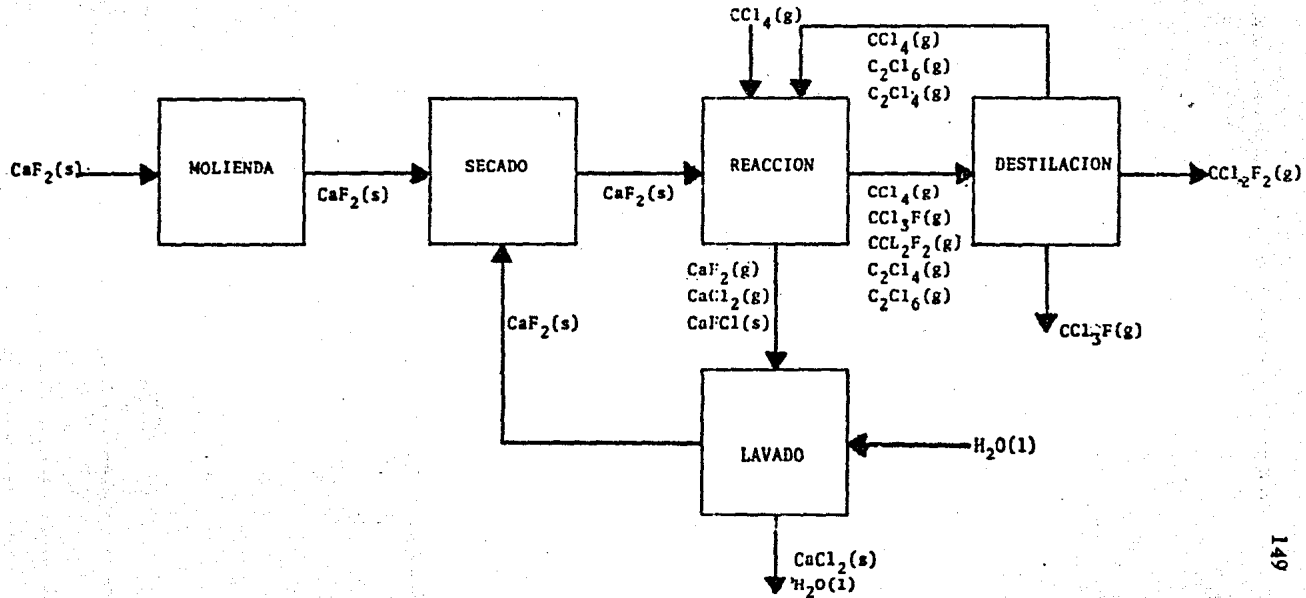 CCl₄(g)
CCl₄(g)
C₂Cl₆(g)
C₂Cl₄(g)
CaF₂(s)
MOLIENDA
CaF₂(s)
SECADO
CaF₂(s)
REACCION
CCl₄(g)
CCl₃F(g)
CCL₂F₂(g)
C₂Cl₄(g)
C₂Cl₆(g)
DESTILACION
CCl₂F₂(g)
CCl₃F(g)
CaF₂(g)
CaCl₂(g)
CaFCl(s)
CaF₂(s)
LAVADO
H₂O(l)
CaCl₂(s)
H₂O(l)
149